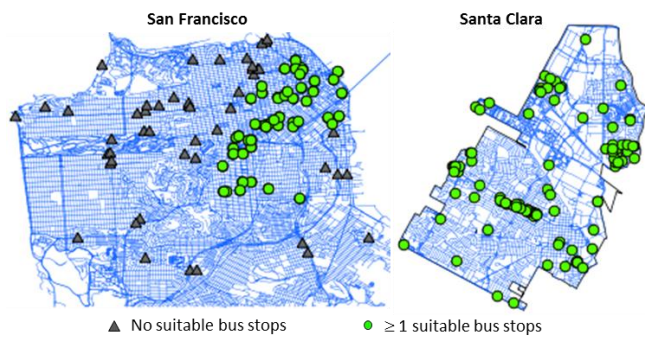 San Francisco
Santa Clara
No suitable bus stops
≥ 1 suitable bus stops